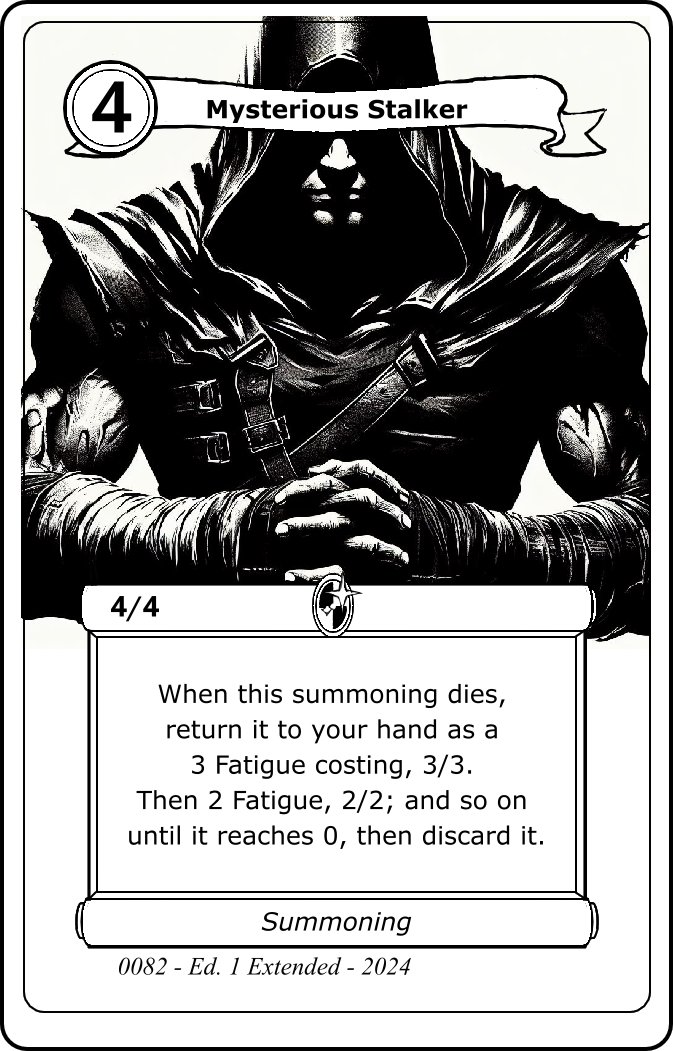 4
Mysterious Stalker
4/4
When this summoning dies,
return it to your hand as a
3 Fatigue costing, 3/3.
Then 2 Fatigue, 2/2; and so on
until it reaches 0, then discard it.
Summoning
0082 - Ed. 1 Extended - 2024